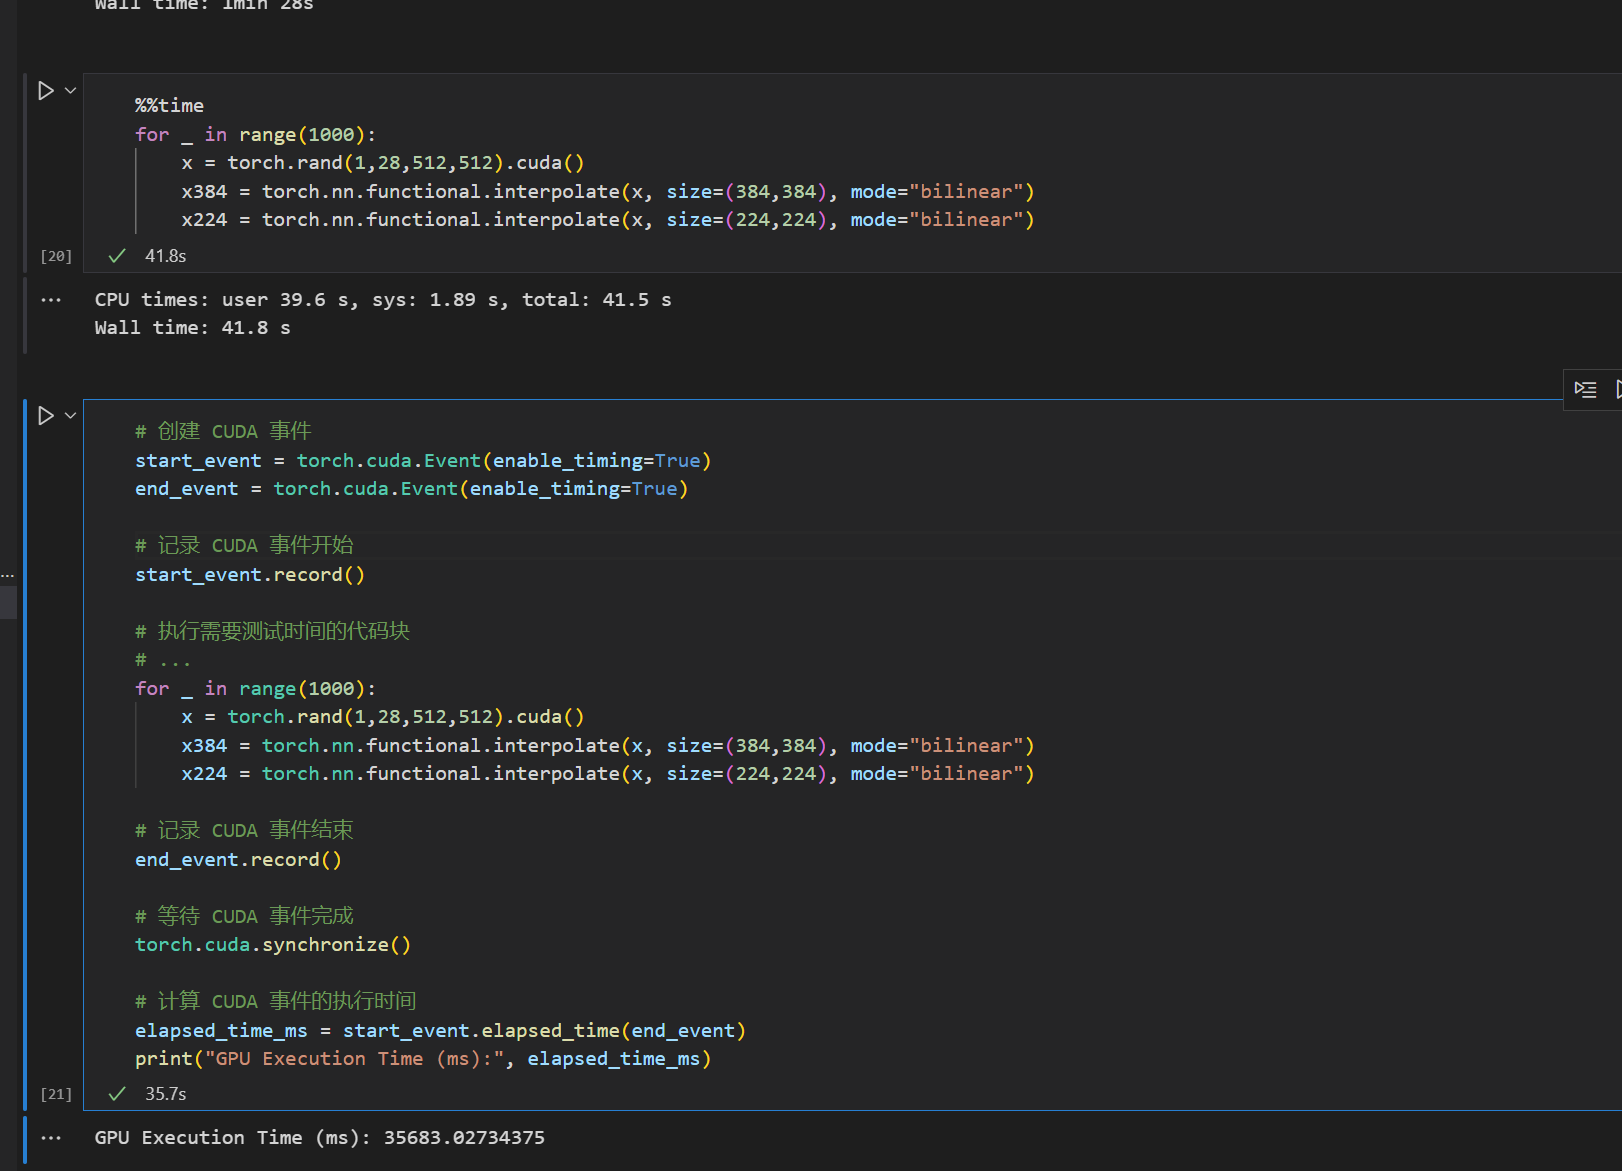 Wall time: 1min 28s
%%time
for _ in range(1000):
    x = torch.rand(1,28,512,512).cuda()
    x384 = torch.nn.functional.interpolate(x, size=(384,384), mode="bilinear")
    x224 = torch.nn.functional.interpolate(x, size=(224,224), mode="bilinear")
[20] 41.8s
... CPU times: user 39.6 s, sys: 1.89 s, total: 41.5 s
Wall time: 41.8 s
# 创建 CUDA 事件
start_event = torch.cuda.Event(enable_timing=True)
end_event = torch.cuda.Event(enable_timing=True)
# 记录 CUDA 事件开始
start_event.record()
# 执行需要测试时间的代码块
# ...
for _ in range(1000):
    x = torch.rand(1,28,512,512).cuda()
    x384 = torch.nn.functional.interpolate(x, size=(384,384), mode="bilinear")
    x224 = torch.nn.functional.interpolate(x, size=(224,224), mode="bilinear")
# 记录 CUDA 事件结束
end_event.record()
# 等待 CUDA 事件完成
torch.cuda.synchronize()
# 计算 CUDA 事件的执行时间
elapsed_time_ms = start_event.elapsed_time(end_event)
print("GPU Execution Time (ms):", elapsed_time_ms)
[21] 35.7s
... GPU Execution Time (ms): 35683.02734375